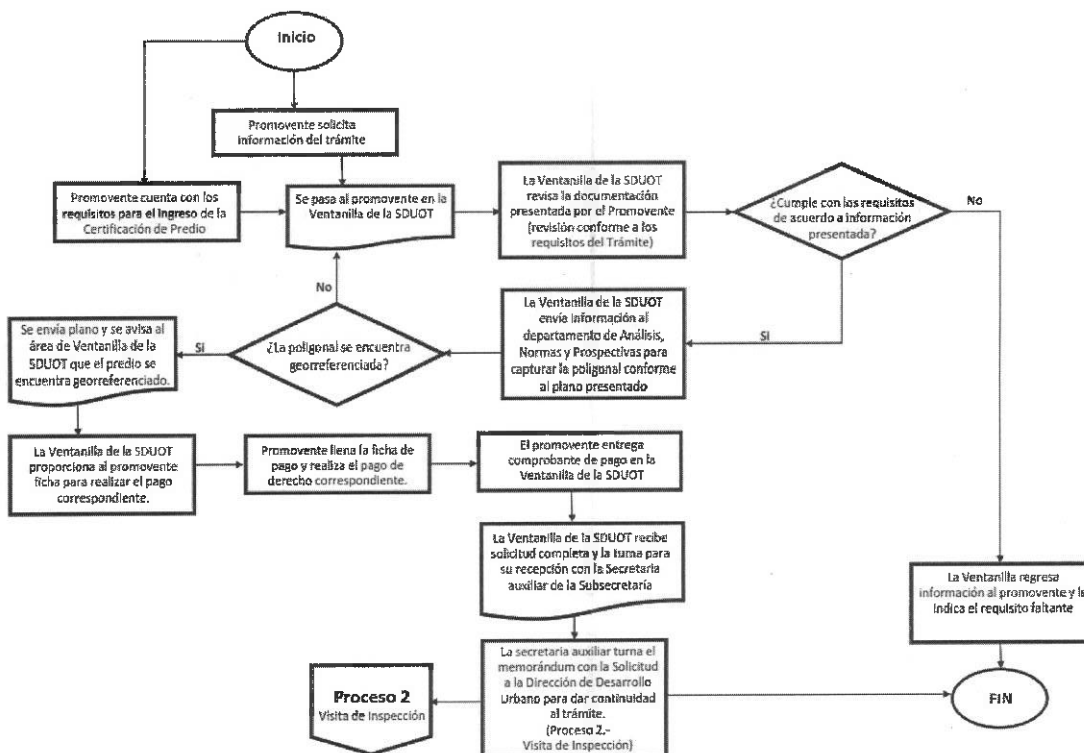 Inicio
Promovente solicita
información del trámite
Promovente cuenta con los
requisitos para el ingreso de la
Certificación de Predio
Se pasa al promovente en la
Ventanilla de la SDUOT
La Ventanilla de la SDUOT
revisa la documentación
presentada por el Promovente
(revisión conforme a los
requisitos del Trámite)
¿Cumple con los requisitos
de acuerdo a información
presentada?
No
Si
La Ventanilla de la SDUOT
envía información al
departamento de Análisis,
Normas y Prospectivas para
capturar la poligonal conforme
al plano presentado
¿La poligonal se encuentra
georreferenciada?
No
Si
Se envía plano y se avisa al
área de Ventanilla de la
SDUOT que el predio se
encuentra georreferenciado.
La Ventanilla de la SDUOT
proporciona al promovente
ficha para realizar el pago
correspondiente.
Promovente llena la ficha de
pago y realiza el pago de
derecho correspondiente.
El promovente entrega
comprobante de pago en la
Ventanilla de la SDUOT
La Ventanilla de la SDUOT recibe
solicitud completa y la turna para
su recepción con la Secretaria
auxiliar de la Subsecretaría
La secretaria auxiliar turna el
memorándum con la Solicitud
a la Dirección de Desarrollo
Urbano para dar continuidad
al trámite.
(Proceso 2.-
Visita de Inspección)
Proceso 2
Visita de Inspección
La Ventanilla regresa
información al promovente y le
indica el requisito faltante
FIN